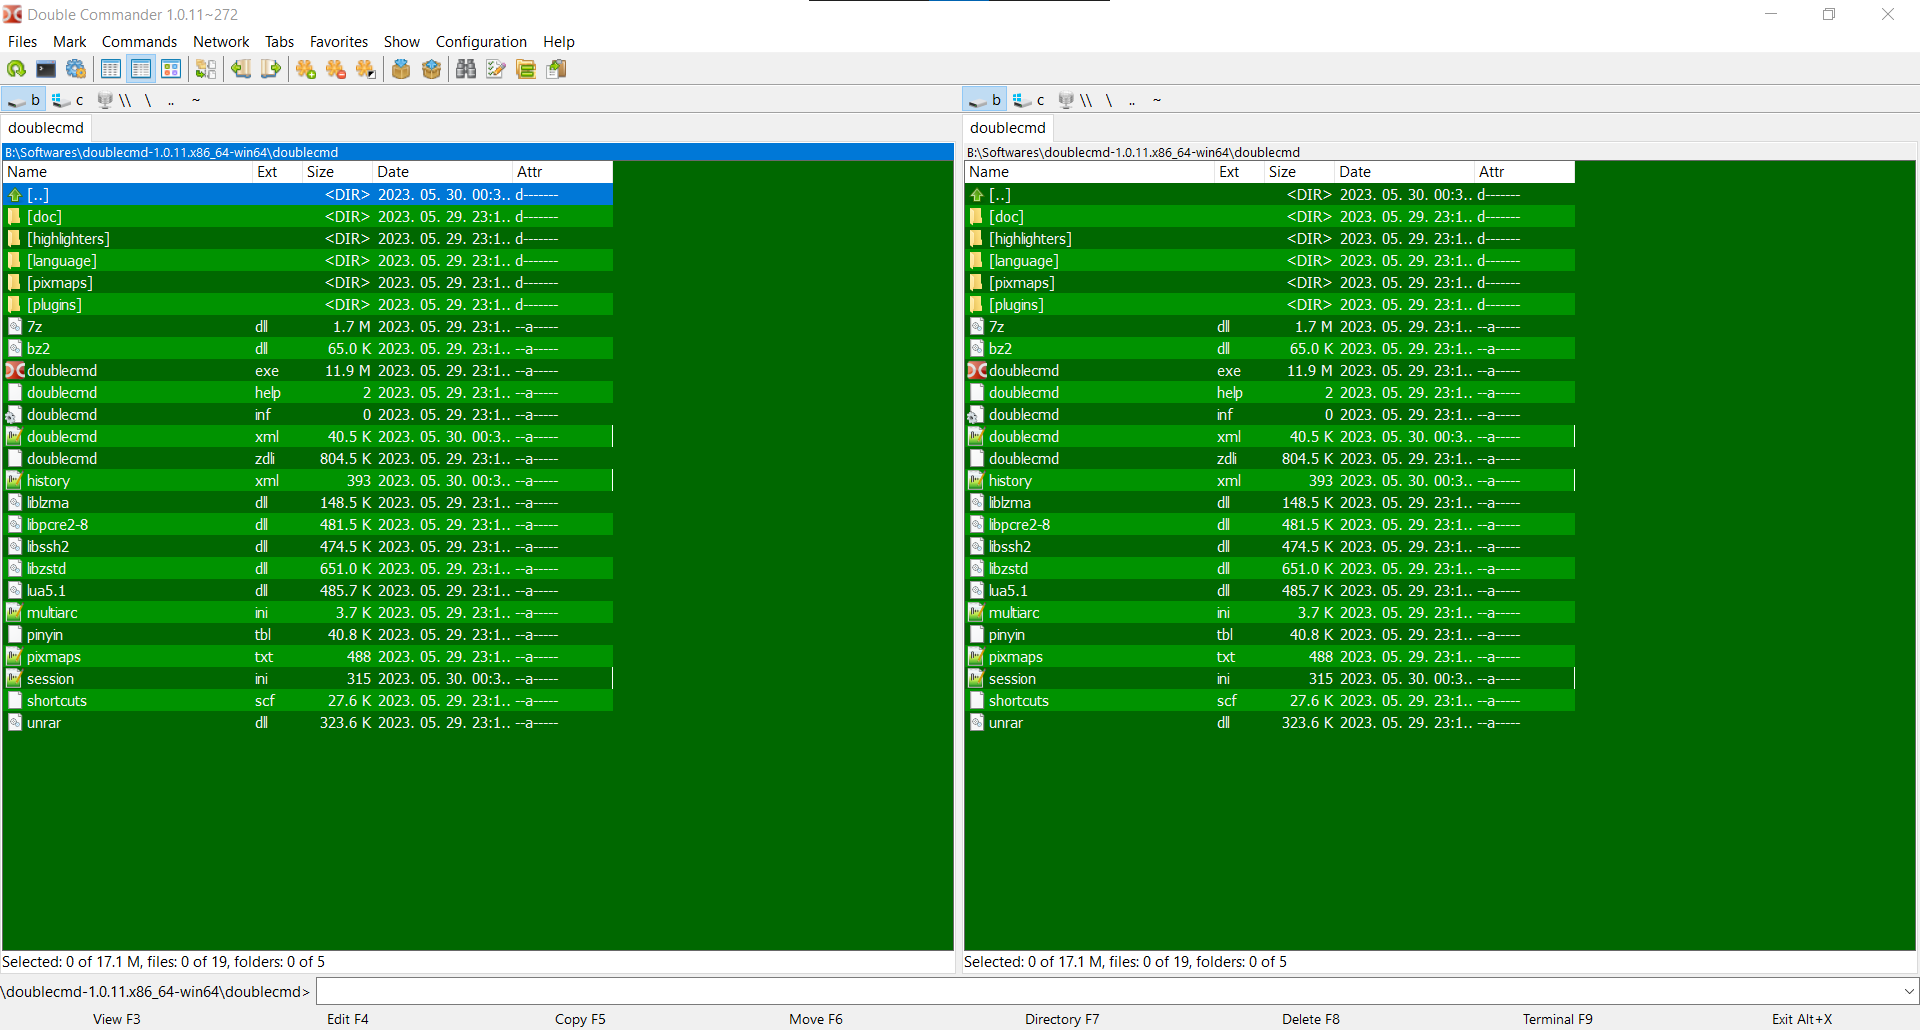 Double Commander 1.0.11~272
Files Mark Commands Network Tabs Favorites Show Configuration Help
b c \\ \ .. ~
doublecmd
B:\Softwares\doublecmd-1.0.11.x86_64-win64\doublecmd
Name Ext Size Date Attr
[..] <DIR> 2023. 05. 30. 00:3.. d-------
[doc] <DIR> 2023. 05. 29. 23:1.. d-------
[highlighters] <DIR> 2023. 05. 29. 23:1.. d-------
[language] <DIR> 2023. 05. 29. 23:1.. d-------
[pixmaps] <DIR> 2023. 05. 29. 23:1.. d-------
[plugins] <DIR> 2023. 05. 29. 23:1.. d-------
7z dll 1.7 M 2023. 05. 29. 23:1.. --a-----
bz2 dll 65.0 K 2023. 05. 29. 23:1.. --a-----
doublecmd exe 11.9 M 2023. 05. 29. 23:1.. --a-----
doublecmd help 2 2023. 05. 29. 23:1.. --a-----
doublecmd inf 0 2023. 05. 29. 23:1.. --a-----
doublecmd xml 40.5 K 2023. 05. 30. 00:3.. --a-----
doublecmd zdli 804.5 K 2023. 05. 29. 23:1.. --a-----
history xml 393 2023. 05. 30. 00:3.. --a-----
liblzma dll 148.5 K 2023. 05. 29. 23:1.. --a-----
libpcre2-8 dll 481.5 K 2023. 05. 29. 23:1.. --a-----
libssh2 dll 474.5 K 2023. 05. 29. 23:1.. --a-----
libzstd dll 651.0 K 2023. 05. 29. 23:1.. --a-----
lua5.1 dll 485.7 K 2023. 05. 29. 23:1.. --a-----
multiarc ini 3.7 K 2023. 05. 29. 23:1.. --a-----
pinyin tbl 40.8 K 2023. 05. 29. 23:1.. --a-----
pixmaps txt 488 2023. 05. 29. 23:1.. --a-----
session ini 315 2023. 05. 30. 00:3.. --a-----
shortcuts scf 27.6 K 2023. 05. 29. 23:1.. --a-----
unrar dll 323.6 K 2023. 05. 29. 23:1.. --a-----
Selected: 0 of 17.1 M, files: 0 of 19, folders: 0 of 5
b c \\ \ .. ~
doublecmd
B:\Softwares\doublecmd-1.0.11.x86_64-win64\doublecmd
Name Ext Size Date Attr
[..] <DIR> 2023. 05. 30. 00:3.. d-------
[doc] <DIR> 2023. 05. 29. 23:1.. d-------
[highlighters] <DIR> 2023. 05. 29. 23:1.. d-------
[language] <DIR> 2023. 05. 29. 23:1.. d-------
[pixmaps] <DIR> 2023. 05. 29. 23:1.. d-------
[plugins] <DIR> 2023. 05. 29. 23:1.. d-------
7z dll 1.7 M 2023. 05. 29. 23:1.. --a-----
bz2 dll 65.0 K 2023. 05. 29. 23:1.. --a-----
doublecmd exe 11.9 M 2023. 05. 29. 23:1.. --a-----
doublecmd help 2 2023. 05. 29. 23:1.. --a-----
doublecmd inf 0 2023. 05. 29. 23:1.. --a-----
doublecmd xml 40.5 K 2023. 05. 30. 00:3.. --a-----
doublecmd zdli 804.5 K 2023. 05. 29. 23:1.. --a-----
history xml 393 2023. 05. 30. 00:3.. --a-----
liblzma dll 148.5 K 2023. 05. 29. 23:1.. --a-----
libpcre2-8 dll 481.5 K 2023. 05. 29. 23:1.. --a-----
libssh2 dll 474.5 K 2023. 05. 29. 23:1.. --a-----
libzstd dll 651.0 K 2023. 05. 29. 23:1.. --a-----
lua5.1 dll 485.7 K 2023. 05. 29. 23:1.. --a-----
multiarc ini 3.7 K 2023. 05. 29. 23:1.. --a-----
pinyin tbl 40.8 K 2023. 05. 29. 23:1.. --a-----
pixmaps txt 488 2023. 05. 29. 23:1.. --a-----
session ini 315 2023. 05. 30. 00:3.. --a-----
shortcuts scf 27.6 K 2023. 05. 29. 23:1.. --a-----
unrar dll 323.6 K 2023. 05. 29. 23:1.. --a-----
Selected: 0 of 17.1 M, files: 0 of 19, folders: 0 of 5
\doublecmd-1.0.11.x86_64-win64\doublecmd>
View F3 Edit F4 Copy F5 Move F6 Directory F7 Delete F8 Terminal F9 Exit Alt+X